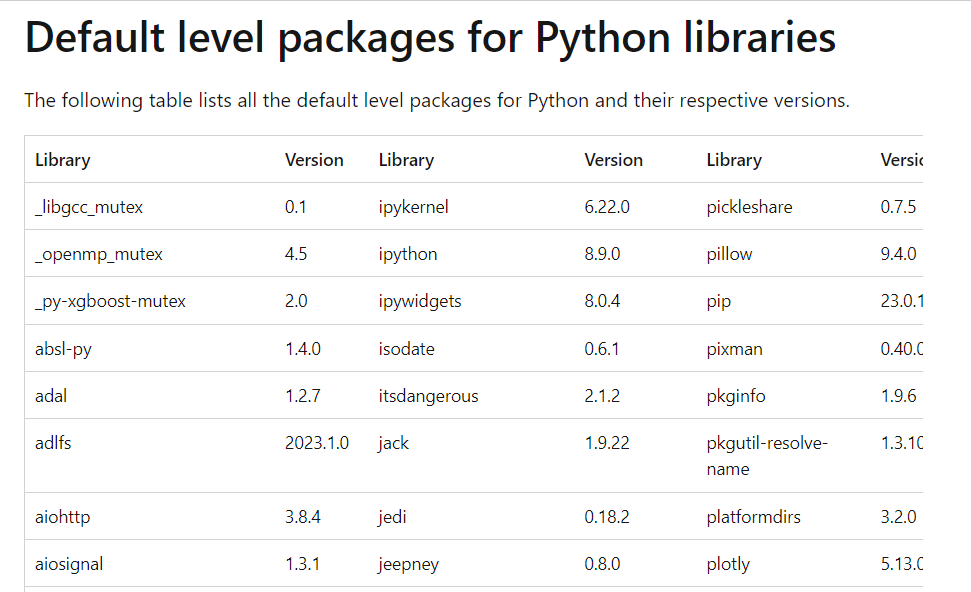 Default level packages for Python libraries
The following table lists all the default level packages for Python and their respective versions.
Library Version Library Version Library Versic
_libgcc_mutex 0.1 ipykernel 6.22.0 pickleshare 0.7.5
_openmp_mutex 4.5 ipython 8.9.0 pillow 9.4.0
_py-xgboost-mutex 2.0 ipywidgets 8.0.4 pip 23.0.1
absl-py 1.4.0 isodate 0.6.1 pixman 0.40.0
adal 1.2.7 itsdangerous 2.1.2 pkginfo 1.9.6
adlfs 2023.1.0 jack 1.9.22 pkgutil-resolve- 1.3.10
name
aiohttp 3.8.4 jedi 0.18.2 platformdirs 3.2.0
aiosignal 1.3.1 jeepney 0.8.0 plotly 5.13.0